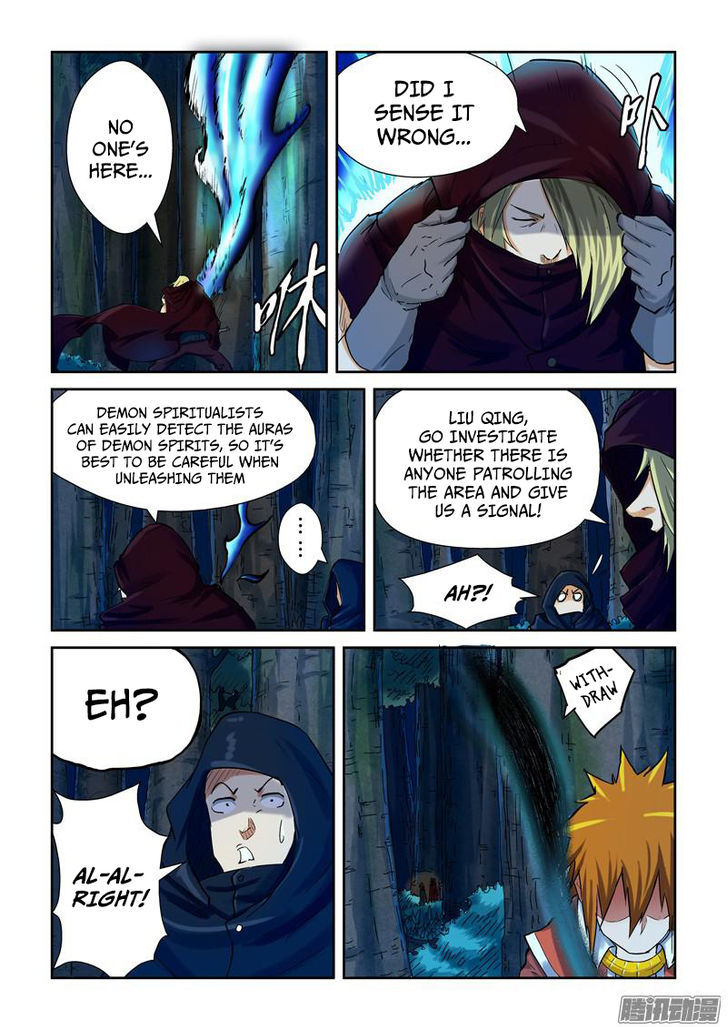 NO
ONE'S
HERE...
咻
DID I
SENSE IT
WRONG...
DEMON SPIRITUALISTS
CAN EASILY DETECT THE AURAS
OF DEMON SPIRITS, SO IT'S
BEST TO BE CAREFUL WHEN
UNLEASHING THEM
......
LIU QING,
GO INVESTIGATE
WHETHER THERE IS
ANYONE PATROLLING
THE AREA AND GIVE
US A SIGNAL!
AH?!
EH?
AL-AL-
RIGHT!
WITH-
DRAW
腾讯动漫